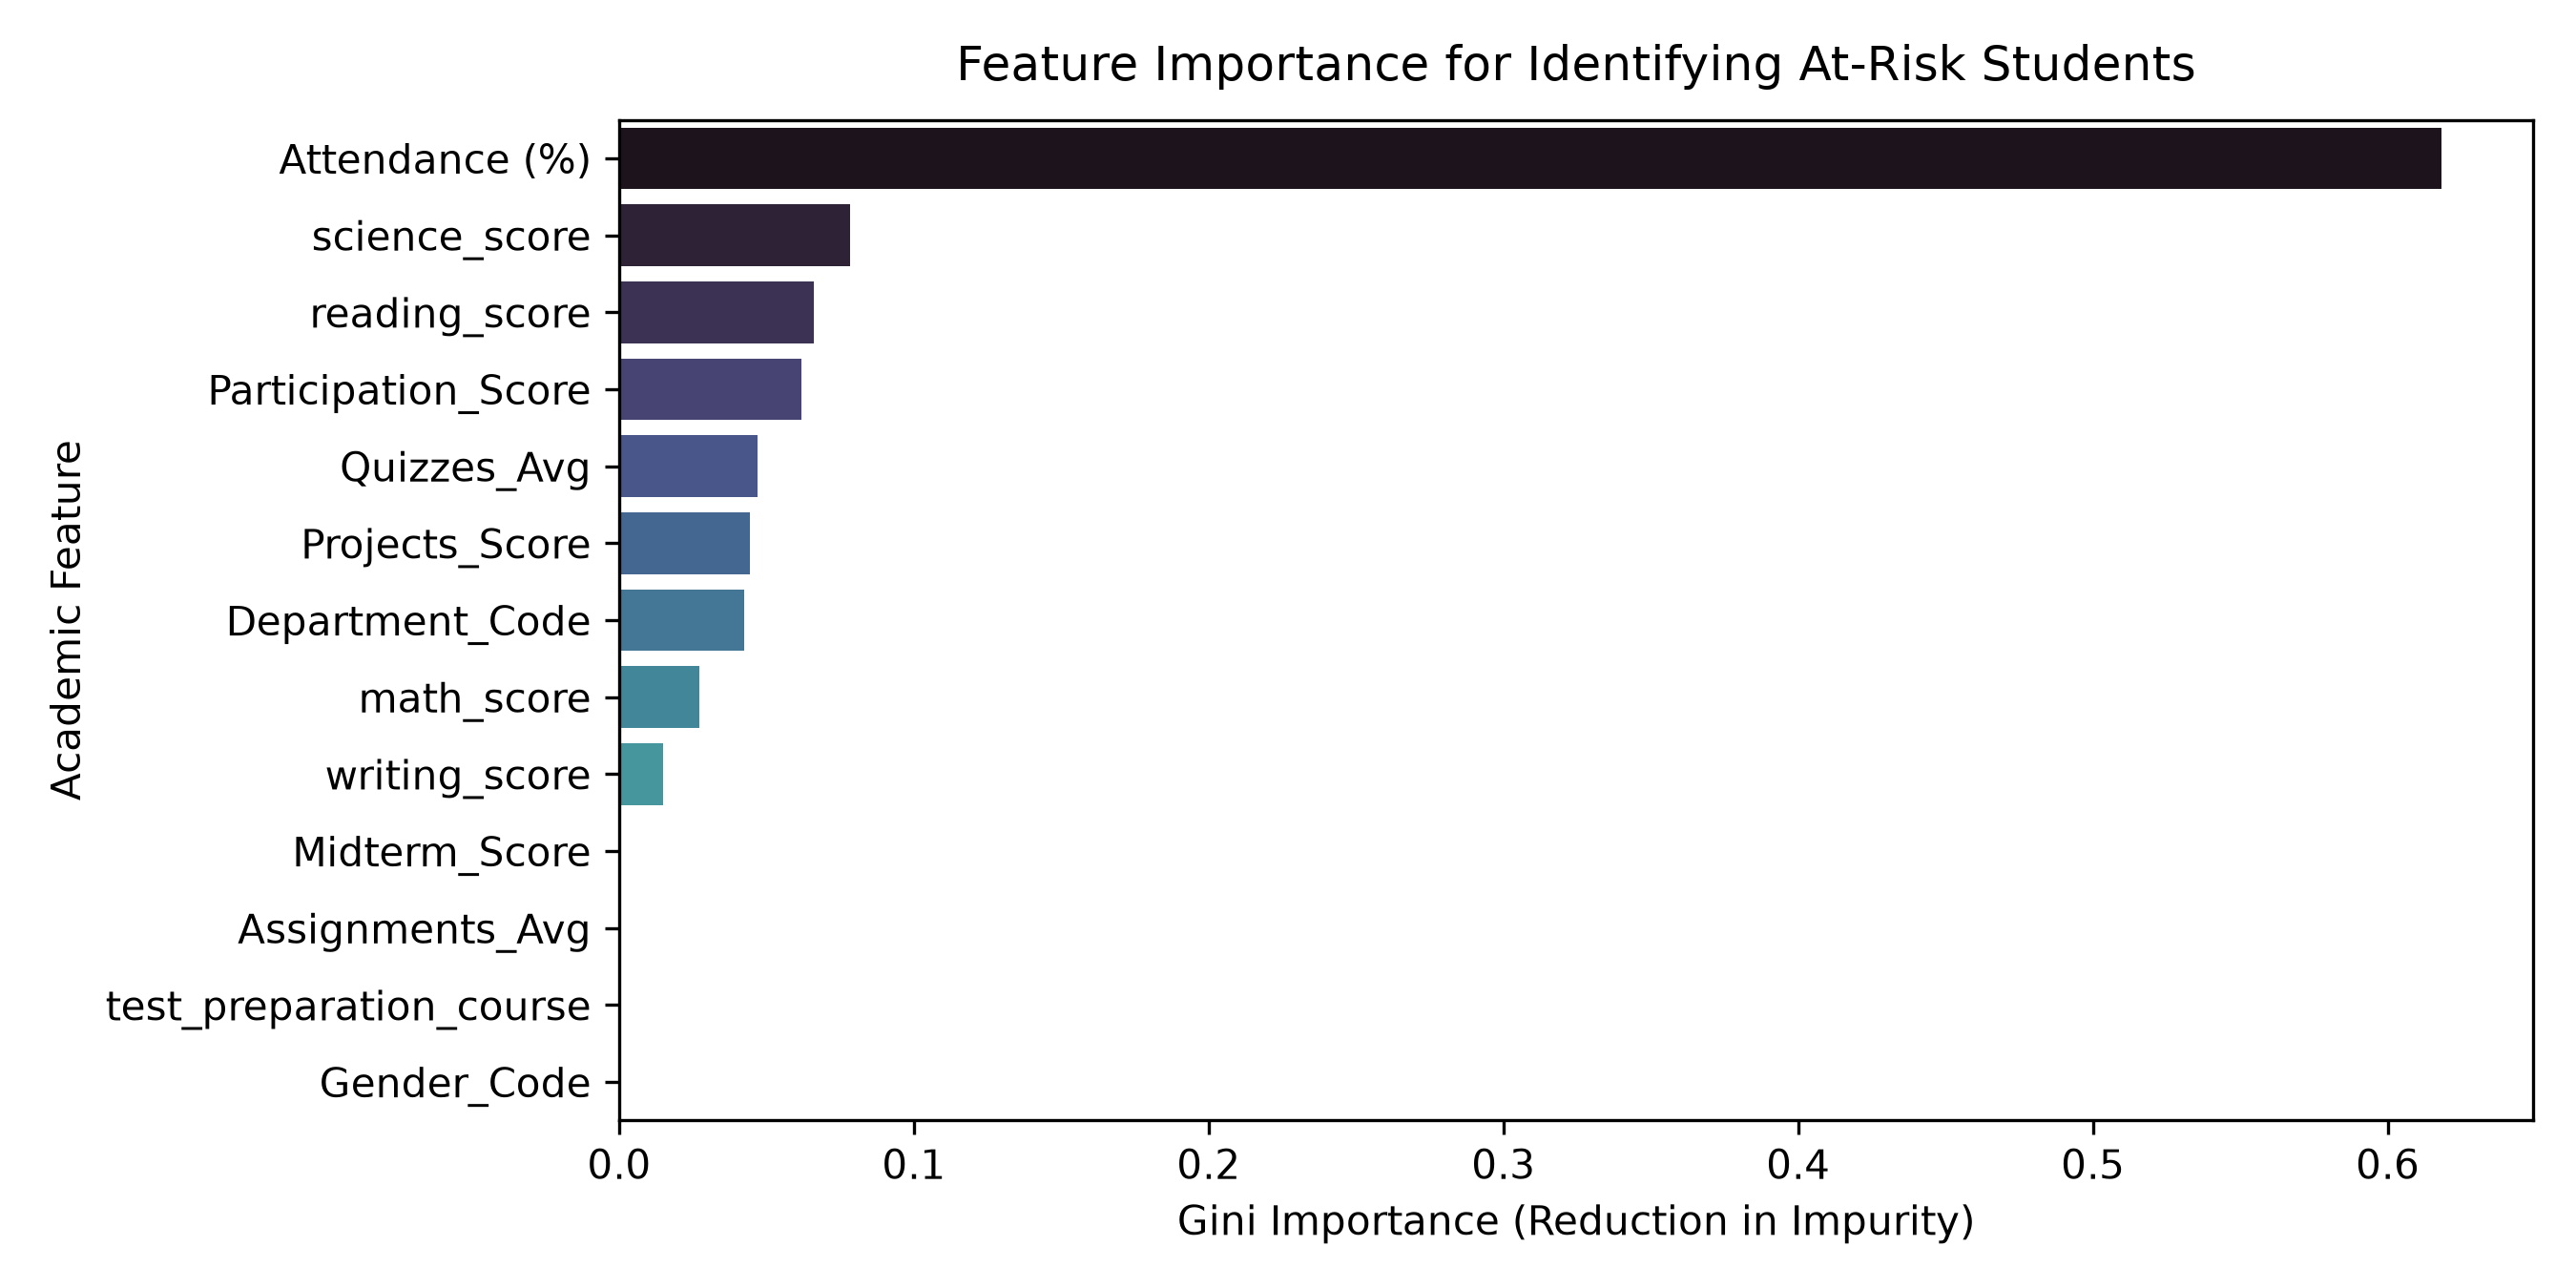 Feature Importance for Identifying At-Risk Students
Academic Feature
Attendance (%)
science_score
reading_score
Participation_Score
Quizzes_Avg
Projects_Score
Department_Code
math_score
writing_score
Midterm_Score
Assignments_Avg
test_preparation_course
Gender_Code
0.0 0.1 0.2 0.3 0.4 0.5 0.6
Gini Importance (Reduction in Impurity)